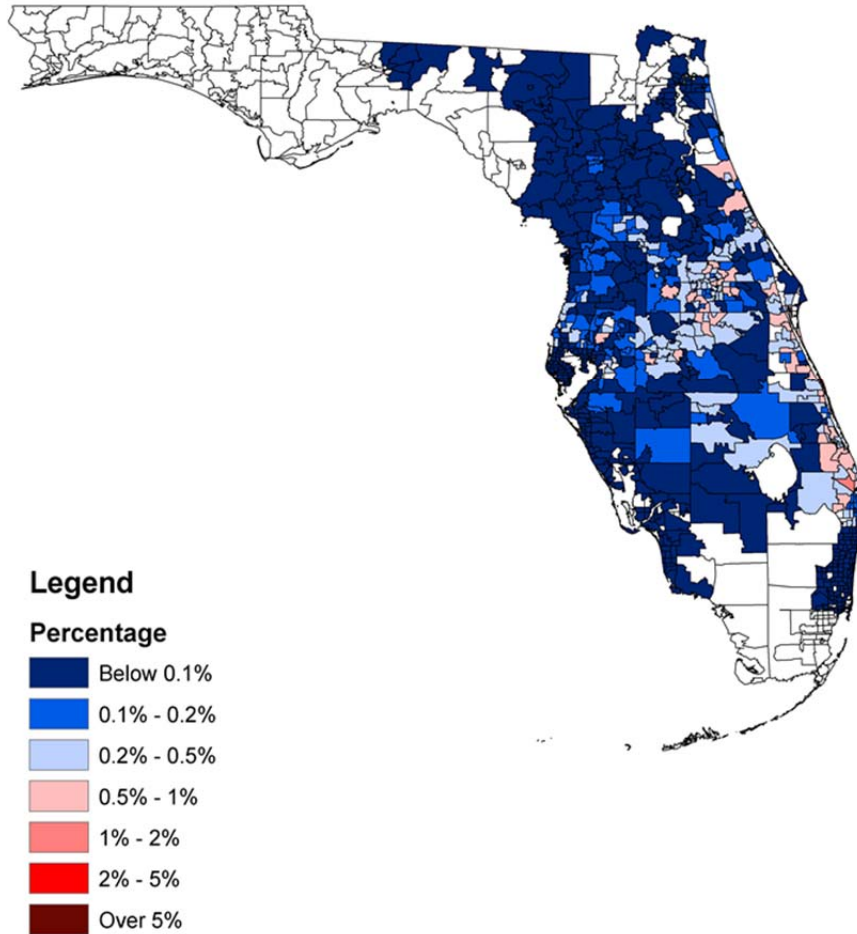 Legend
Percentage
Below 0.1%
0.1% - 0.2%
0.2% - 0.5%
0.5% - 1%
1% - 2%
2% - 5%
Over 5%